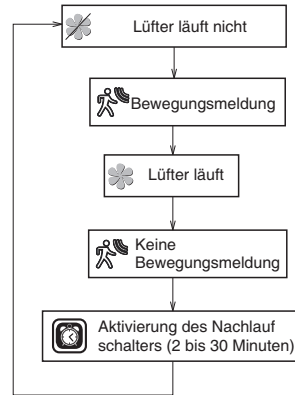 Lüfter läuft nicht
Bewegungsmeldung
Lüfter läuft
Keine
Bewegungsmeldung
Aktivierung des Nachlauf
schalters (2 bis 30 Minuten)